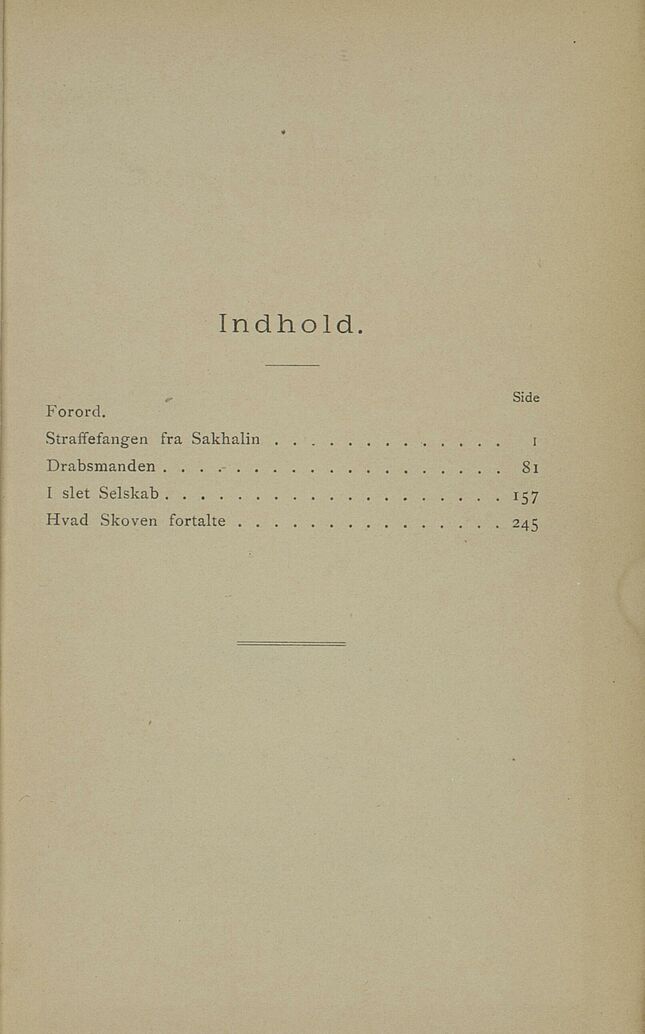 Indhold.
Side
Forord.
Straffefangen fra Sakhalin . . . . . . . . . . . . . 1
Drabsmanden . . . . . . . . . . . . . . . . . . . 81
I slet Selskab . . . . . . . . . . . . . . . . . . . 157
Hvad Skoven fortalte . . . . . . . . . . . . . . . 245